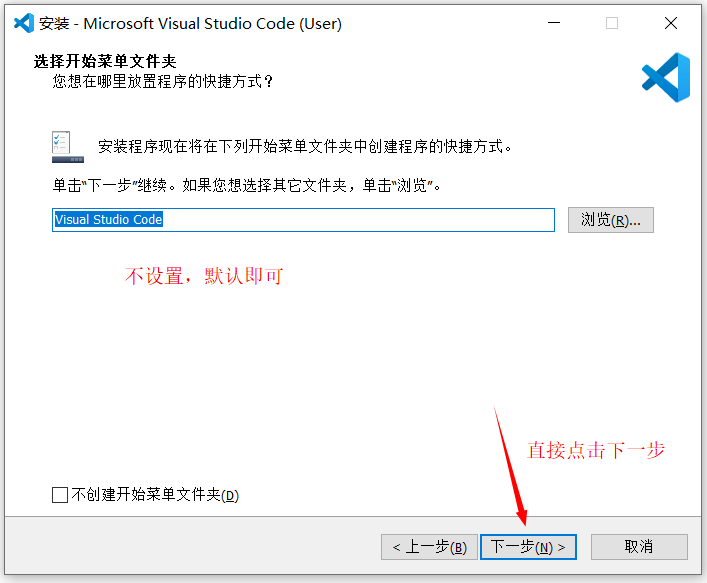 安装 - Microsoft Visual Studio Code (User)
选择开始菜单文件夹
您想在哪里放置程序的快捷方式？
安装程序现在将在下列开始菜单文件夹中创建程序的快捷方式。
单击“下一步”继续。如果您想选择其它文件夹，单击“浏览”。
Visual Studio Code
浏览(R)...
不设置，默认即可
直接点击下一步
不创建开始菜单文件夹(D)
< 上一步(B)
下一步(N) >
取消